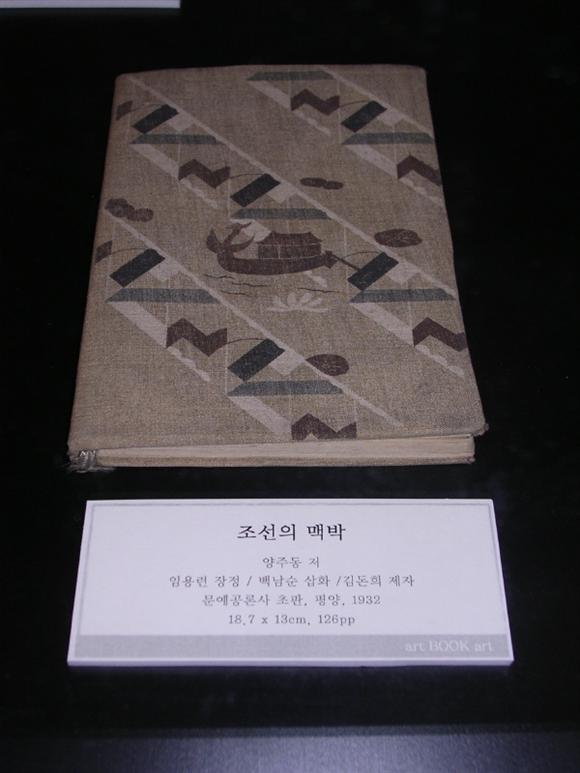 조선의 맥박
양주동 저
임용련 장정 / 백남순 삽화 /김돈희 제자
문예공론사 초판, 평양, 1932
18.7 x 13cm, 126pp
art BOOK art